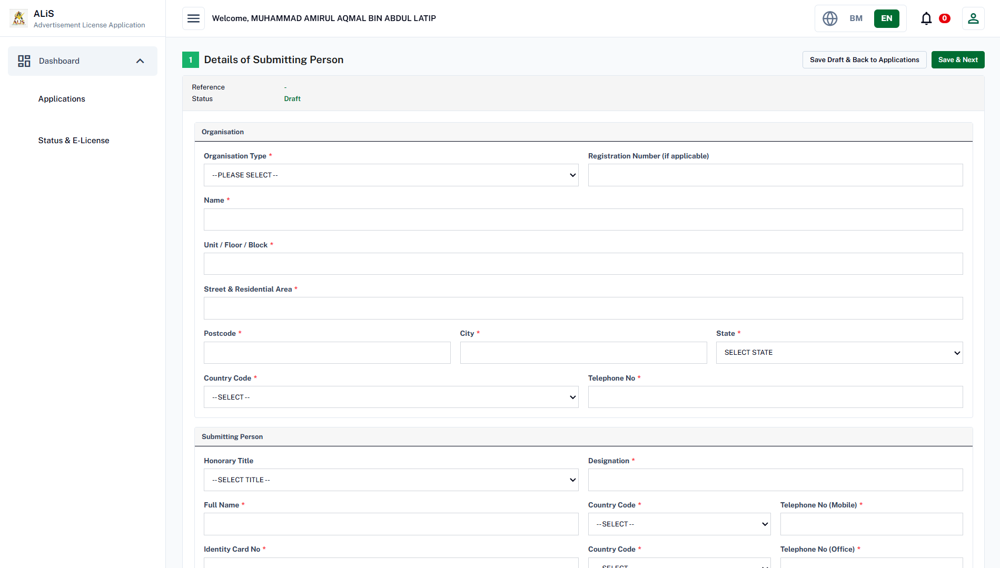 ALiS
Advertisement License Application
Welcome, MUHAMMAD AMIRUL AQMAL BIN ABDUL LATIP
BM
EN
0
Dashboard
Applications
Status & E-License
1
Details of Submitting Person
Save Draft & Back to Applications
Save & Next
Reference
-
Status
Draft
Organisation
Organisation Type *
--PLEASE SELECT--
Registration Number (if applicable)
Name *
Unit / Floor / Block *
Street & Residential Area *
Postcode *
City *
State *
SELECT STATE
Country Code *
--SELECT--
Telephone No *
Submitting Person
Honorary Title
--SELECT TITLE--
Designation *
Full Name *
Country Code *
--SELECT--
Telephone No (Mobile) *
Identity Card No *
Country Code *
--SELECT--
Telephone No (Office) *